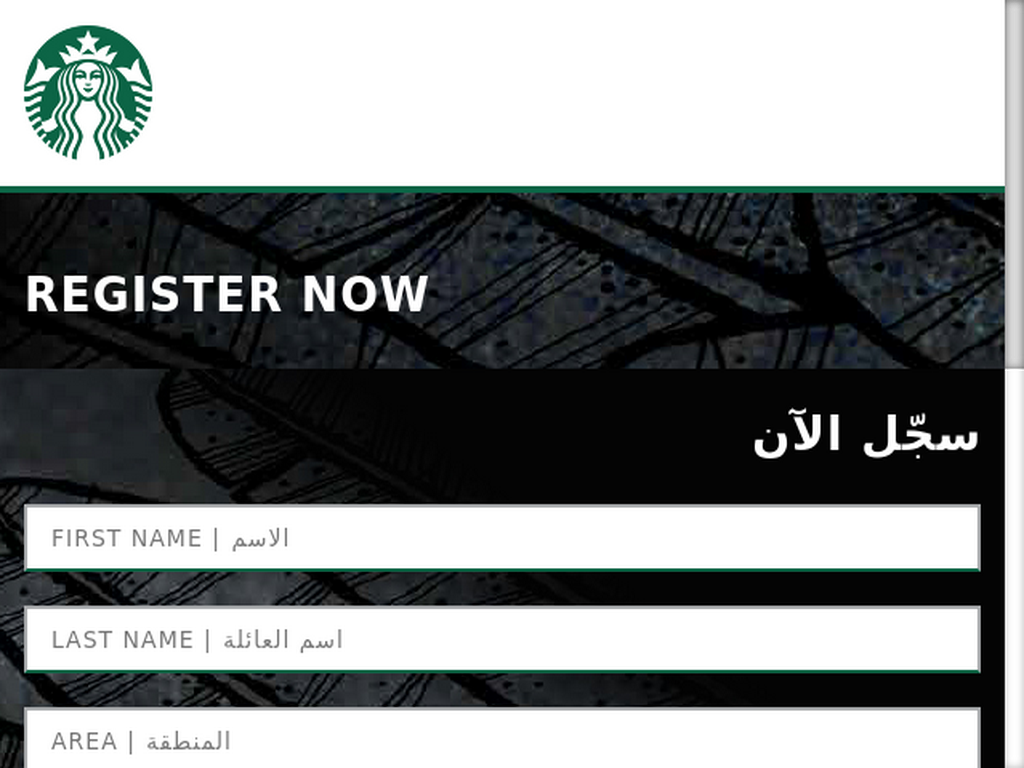 REGISTER NOW
سجّل الآن
FIRST NAME | الاسم
LAST NAME | اسم العائلة
AREA | المنطقة